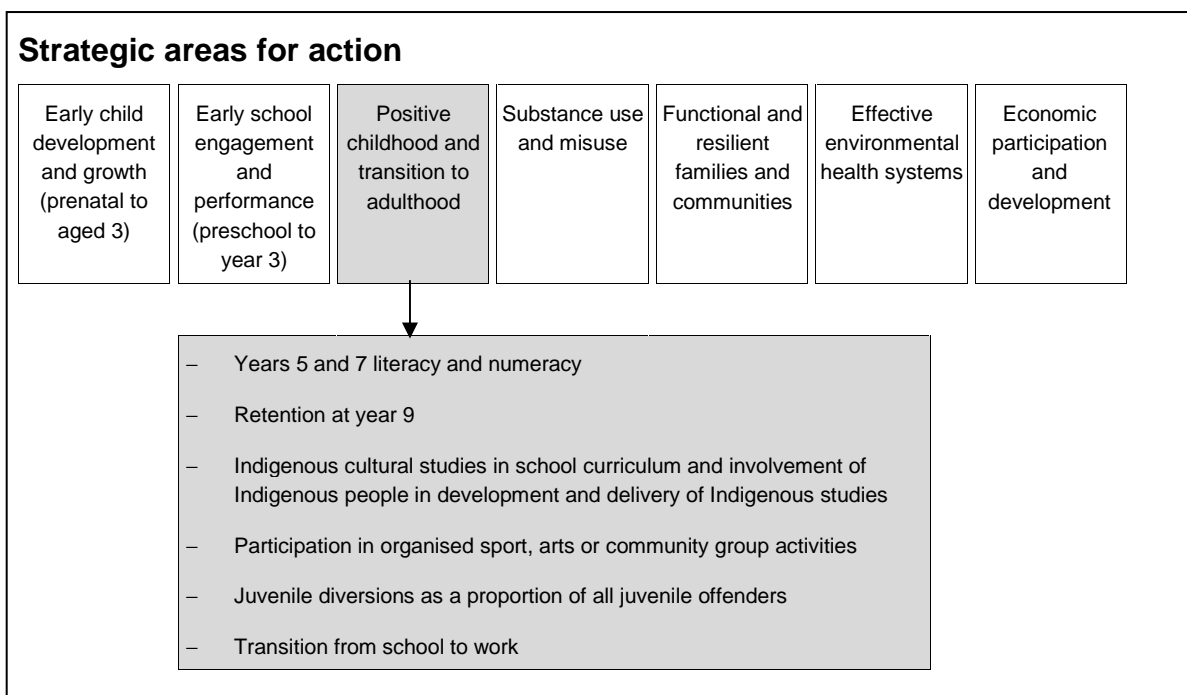 Strategic areas for action
Early child
development
and growth
(prenatal to
aged 3)
Early school
engagement
and
performance
(preschool to
year 3)
Positive
childhood and
transition to
adulthood
Substance use
and misuse
Functional and
resilient
families and
communities
Effective
environmental
health systems
Economic
participation
and
development
– Years 5 and 7 literacy and numeracy
– Retention at year 9
– Indigenous cultural studies in school curriculum and involvement of
Indigenous people in development and delivery of Indigenous studies
– Participation in organised sport, arts or community group activities
– Juvenile diversions as a proportion of all juvenile offenders
– Transition from school to work